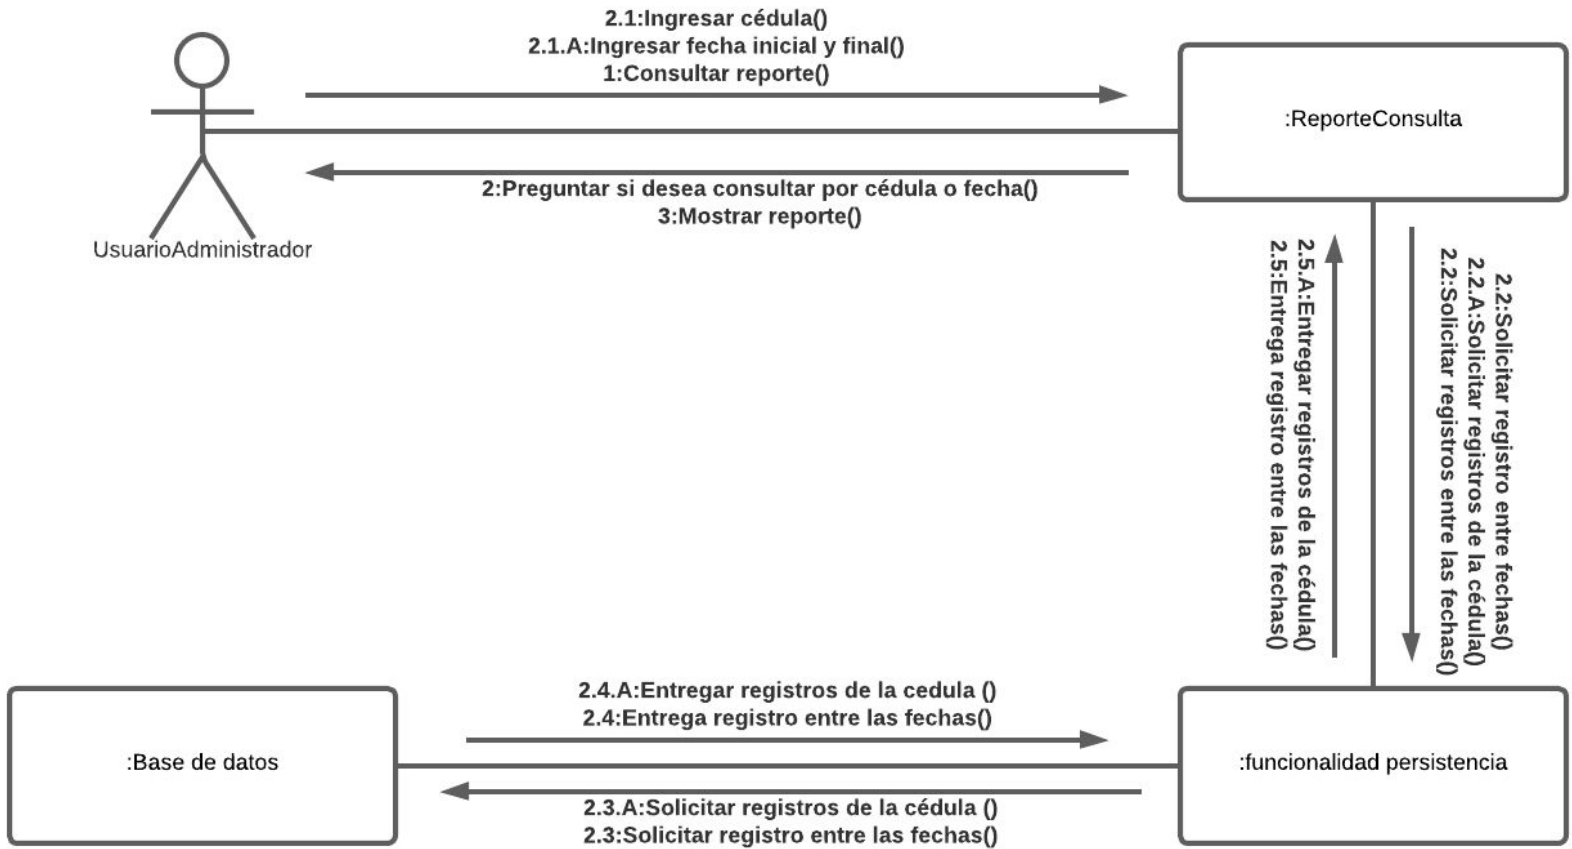 2.1:Ingresar cédula()
2.1.A:Ingresar fecha inicial y final()
1:Consultar reporte()
:ReporteConsulta
2:Preguntar si desea consultar por cédula o fecha()
3:Mostrar reporte()
UsuarioAdministrador
2.2:Solicitar registro entre fechas()
2.2.A:Solicitar registros de la cédula()
2.2:Solicitar registros entre las fechas()
2.5.A:Entregar registros de la cédula()
2.5:Entrega registro entre las fechas()
2.4.A:Entregar registros de la cedula ()
2.4:Entrega registro entre las fechas()
:Base de datos
:funcionalidad persistencia
2.3.A:Solicitar registros de la cédula ()
2.3:Solicitar registro entre las fechas()